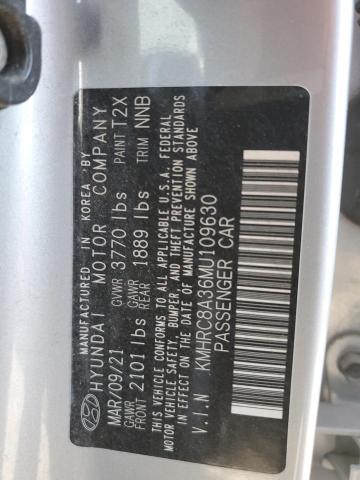 MANUFACTURED IN KOREA BY
HYUNDAI MOTOR COMPANY
MAR/09/21 GVWR 3770 lbs PAINT T2X
GAWR FRONT 2101 lbs GAWR REAR 1889 lbs TRIM NNB
THIS VEHICLE CONFORMS TO ALL APPLICABLE U.S.A. FEDERAL
MOTOR VEHICLE SAFETY, BUMPER, AND THEFT PREVENTION STANDARDS
IN EFFECT ON THE DATE OF MANUFACTURE SHOWN ABOVE
V.I.N KMHRC8A36MU109630
PASSENGER CAR